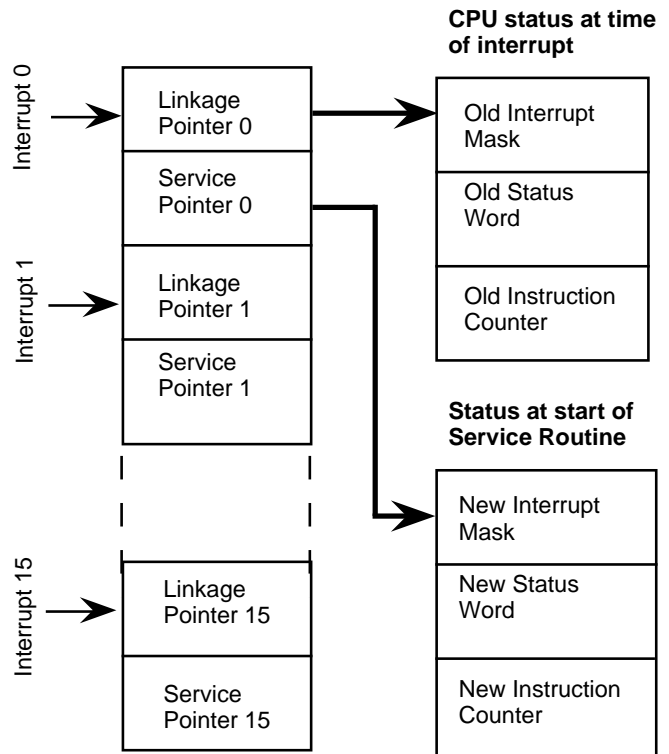 CPU status at time
of interrupt
Interrupt 0
Linkage
Pointer 0
Service
Pointer 0
Interrupt 1
Linkage
Pointer 1
Service
Pointer 1
Interrupt 15
Linkage
Pointer 15
Service
Pointer 15
Old Interrupt
Mask
Old Status
Word
Old Instruction
Counter
Status at start of
Service Routine
New Interrupt
Mask
New Status
Word
New Instruction
Counter